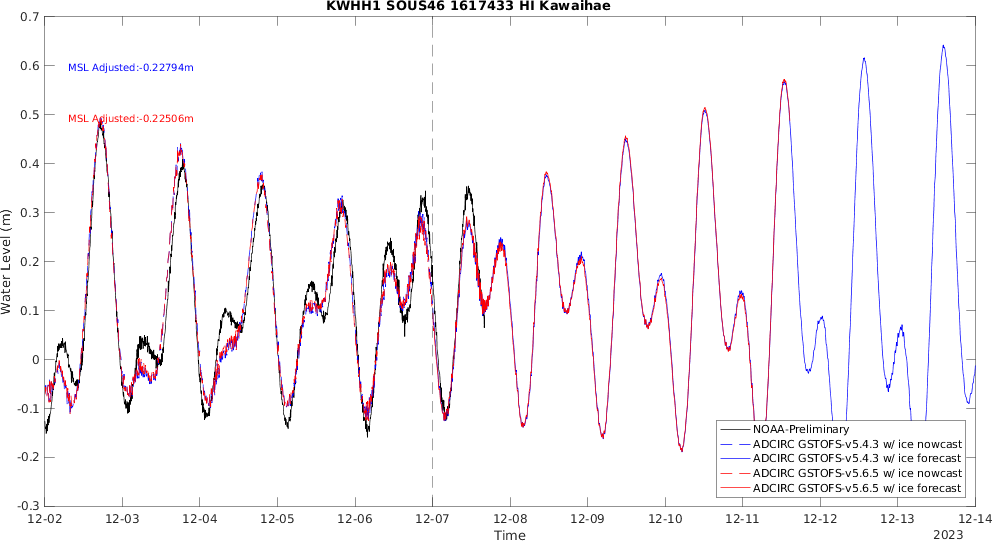 KWHH1 SOUS46 1617433 HI Kawaihae
0.7
0.6
0.5
0.4
0.3
0.2
0.1
0
-0.1
-0.2
-0.3
Water Level (m)
MSL Adjusted:-0.22794m
MSL Adjusted:-0.22506m
NOAA-Preliminary
ADCIRC GSTOFS-v5.4.3 w/ ice nowcast
ADCIRC GSTOFS-v5.4.3 w/ ice forecast
ADCIRC GSTOFS-v5.6.5 w/ ice nowcast
ADCIRC GSTOFS-v5.6.5 w/ ice forecast
12-02 12-03 12-04 12-05 12-06 12-07 12-08 12-09 12-10 12-11 12-12 12-13 12-14
Time
2023